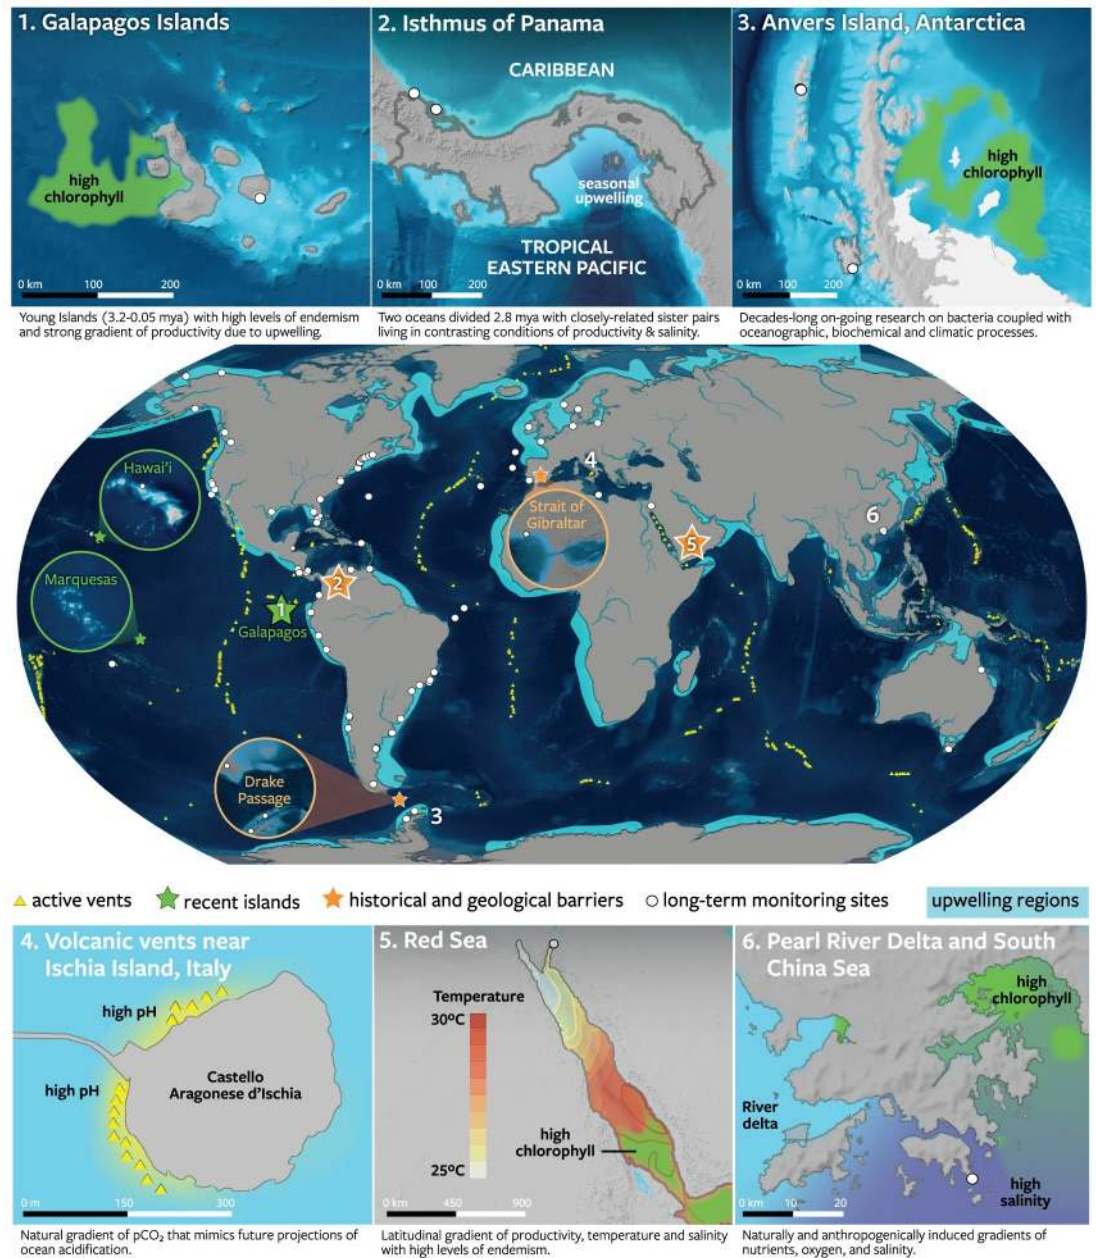 1. Galapagos Islands
high
chlorophyll
0 km 100 200
Young Islands (3.2-0.05 mya) with high levels of endemism
and strong gradient of productivity due to upwelling.
2. Isthmus of Panama
CARIBBEAN
seasonal
upwelling
TROPICAL
EASTERN PACIFIC
0 km 100 200
Two oceans divided 2.8 mya with closely-related sister pairs
living in contrasting conditions of productivity & salinity.
3. Anvers Island, Antarctica
high
chlorophyll
0 km 100 200
Decades-long on-going research on bacteria coupled with
oceanographic, biochemical and climatic processes.
Hawai'i
Marquesas
1
Galapagos
2
Drake
Passage
3
Strait of
Gibraltar
4
5
6
active vents
recent islands
historical and geological barriers
long-term monitoring sites
upwelling regions
4. Volcanic vents near
Ischia Island, Italy
high pH
high pH
Castello
Aragonese d'Ischia
0 m 150 300
Natural gradient of pCO₂ that mimics future projections of
ocean acidification.
5. Red Sea
Temperature
30ºC
25ºC
high
chlorophyll
0 km 450 900
Latitudinal gradient of productivity, temperature and salinity
with high levels of endemism.
6. Pearl River Delta and South
China Sea
high
chlorophyll
River
delta
high
salinity
0 km 10 20
Naturally and anthropogenically induced gradients of
nutrients, oxygen, and salinity.